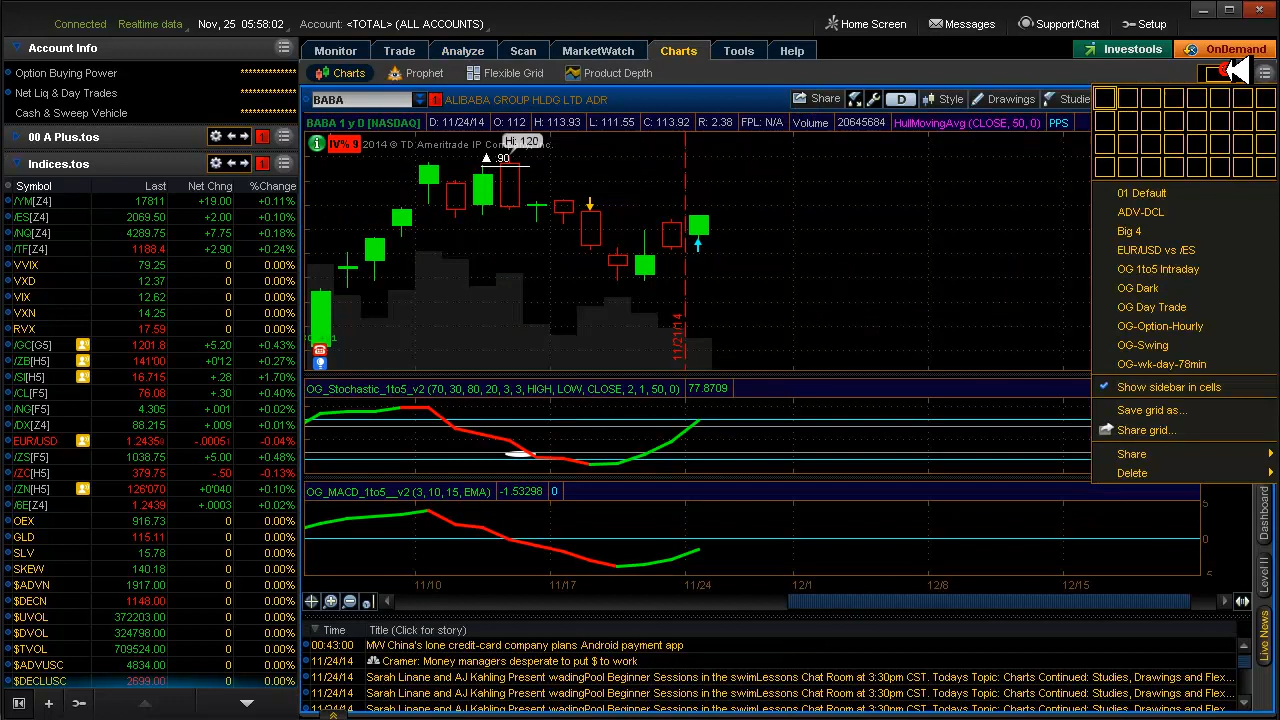 Connected Realtime data Nov, 25 05:58:02 Account: <TOTAL> (ALL ACCOUNTS) Home Screen Messages Support/Chat Setup
Account Info
Monitor Trade Analyze Scan MarketWatch Charts Tools Help Investools OnDemand
Charts Prophet Flexible Grid Product Depth
Option Buying Power **************
Net Liq & Day Trades **************
Cash & Sweep Vehicle **************
00 A Plus.tos 1
Indices.tos 1
BABA 1 ALIBABA GROUP HLDG LTD ADR Share D Style Drawings Studie
BABA 1 y D [NASDAQ] D: 11/24/14 O: 112 H: 113.93 L: 111.55 C: 113.92 R: 2.38 FPL: N/A Volume 20645684 HullMovingAvg (CLOSE, 50, 0) PPS
IV% 9 2014 © TD Ameritrade IP Com
Hi: 120
.90
11/21/14
Symbol Last Net Chng %Change
/YM[Z4] 17811 +19.00 +0.11%
/ES[Z4] 2069.50 +2.00 +0.10%
/NQ[Z4] 4289.75 +7.75 +0.18%
/TF[Z4] 1188.4 +2.90 +0.24%
VVIX 79.25 0 0.00%
VXD 12.37 0 0.00%
VIX 12.62 0 0.00%
VXN 14.25 0 0.00%
RVX 17.59 0 0.00%
/GC[G5] 1201.8 +5.20 +0.43%
/ZB[H5] 141'00 +0'12 +0.27%
/SI[H5] 16.715 +.28 +1.70%
/CL[F5] 76.08 +.30 +0.40%
/NG[F5] 4.305 +.001 +0.02%
/DX[Z4] 88.215 +.009 +0.01%
EUR/USD 1.24350 -.00051 -0.04%
/ZS[F5] 1038.75 +5.00 +0.48%
/ZC[H5] 379.75 -.50 -0.13%
/ZN[H5] 126'070 +0'040 +0.10%
/6E[Z4] 1.2439 +.0003 +0.02%
OEX 916.73 0 0.00%
GLD 115.11 0 0.00%
SLV 15.78 0 0.00%
SKEW 140.18 0 0.00%
$ADVN 1917.00 0 0.00%
$DECN 1148.00 0 0.00%
$UVOL 372203.00 0 0.00%
$DVOL 324798.00 0 0.00%
$TVOL 709524.00 0 0.00%
$ADVUSC 4834.00 0 0.00%
$DECLUSC 2699.00 0 0.00%
01 Default
ADV-DCL
Big 4
EUR/USD vs /ES
OG 1to5 Intraday
OG Dark
OG Day Trade
OG-Option-Hourly
OG-Swing
OG-wk-day-78min
Show sidebar in cells
Save grid as...
Share grid...
Share
Delete
OG_Stochastic_1to5_v2 (70, 30, 80, 20, 3, 3, HIGH, LOW, CLOSE, 2, 1, 50, 0) 77.8709
OG_MACD_1to5__v2 (3, 10, 15, EMA) -1.53298 0
5
0
11/10 11/17 11/24 12/1 12/8 12/15
Dashboard
Level II
Live News
Time Title (Click for story)
00:43:00 MW China's lone credit-card company plans Android payment app
11/24/14 Cramer: Money managers desperate to put $ to work
11/24/14 Sarah Linane and AJ Kahling Present wadingPool Beginner Sessions in the swimLessons Chat Room at 3:30pm CST. Todays Topic: Charts Continued: Studies, Drawings and Flex...
11/24/14 Sarah Linane and AJ Kahling Present wadingPool Beginner Sessions in the swimLessons Chat Room at 3:30pm CST. Todays Topic: Charts Continued: Studies, Drawings and Flex...
11/24/14 Sarah Linane and AJ Kahling Present wadingPool Beginner Sessions in the swimLessons Chat Room at 3:30pm CST. Todays Topic: Charts Continued: Studies, Drawings and Flex...